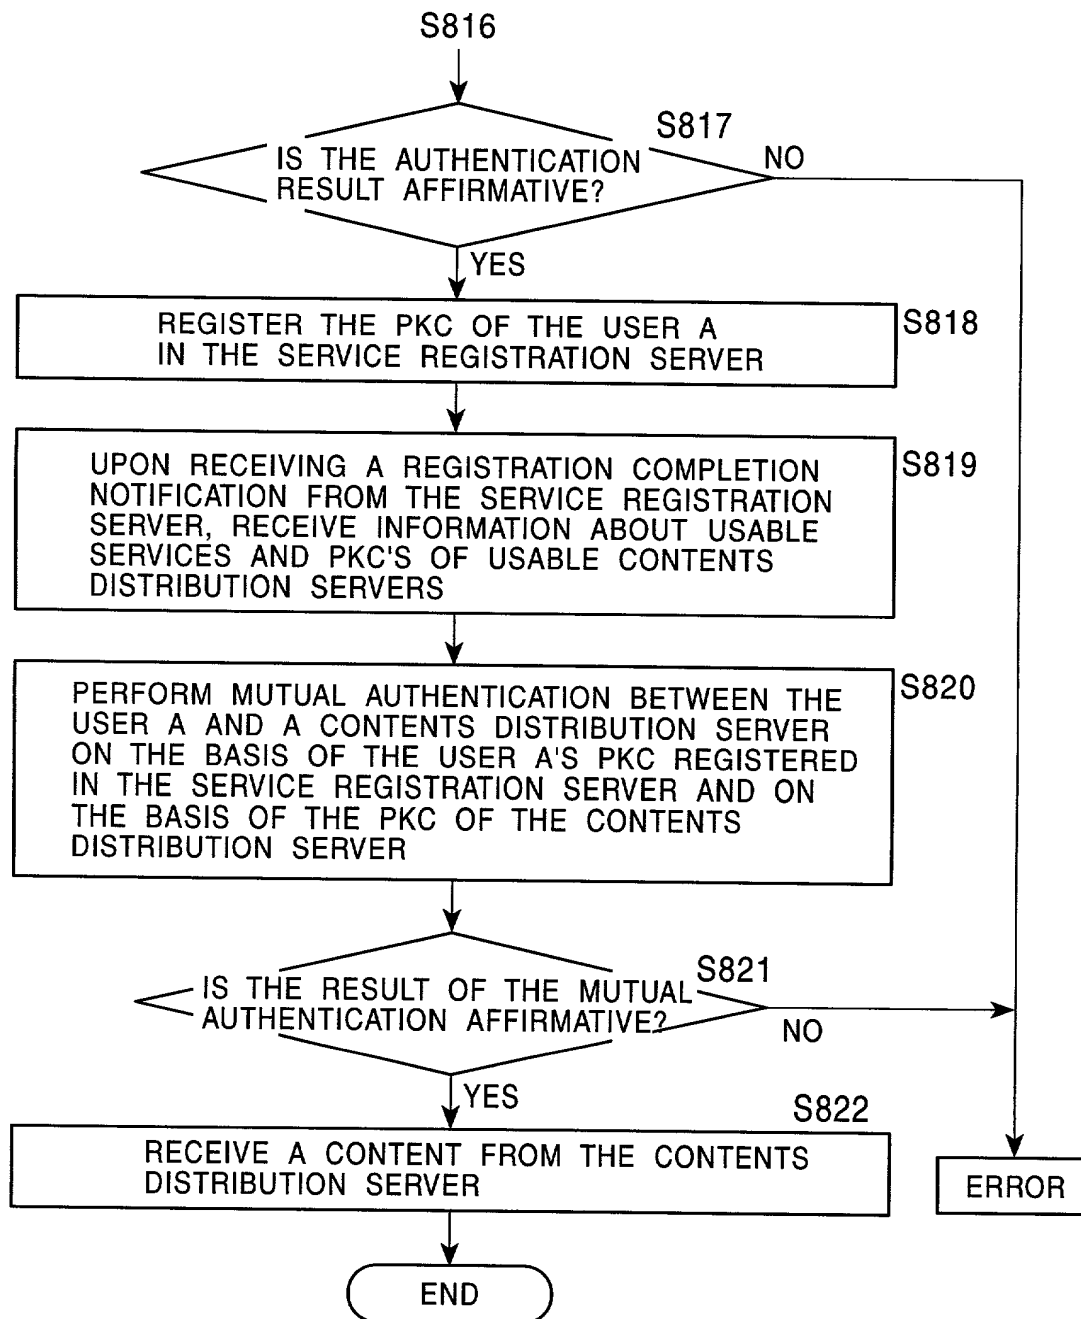 S816
S817
IS THE AUTHENTICATION
RESULT AFFIRMATIVE?
NO
YES
REGISTER THE PKC OF THE USER A
IN THE SERVICE REGISTRATION SERVER
S818
UPON RECEIVING A REGISTRATION COMPLETION
NOTIFICATION FROM THE SERVICE REGISTRATION
SERVER, RECEIVE INFORMATION ABOUT USABLE
SERVICES AND PKC'S OF USABLE CONTENTS
DISTRIBUTION SERVERS
S819
PERFORM MUTUAL AUTHENTICATION BETWEEN THE
USER A AND A CONTENTS DISTRIBUTION SERVER
ON THE BASIS OF THE USER A'S PKC REGISTERED
IN THE SERVICE REGISTRATION SERVER AND ON
THE BASIS OF THE PKC OF THE CONTENTS
DISTRIBUTION SERVER
S820
S821
IS THE RESULT OF THE MUTUAL
AUTHENTICATION AFFIRMATIVE?
NO
YES
S822
RECEIVE A CONTENT FROM THE CONTENTS
DISTRIBUTION SERVER
ERROR
END